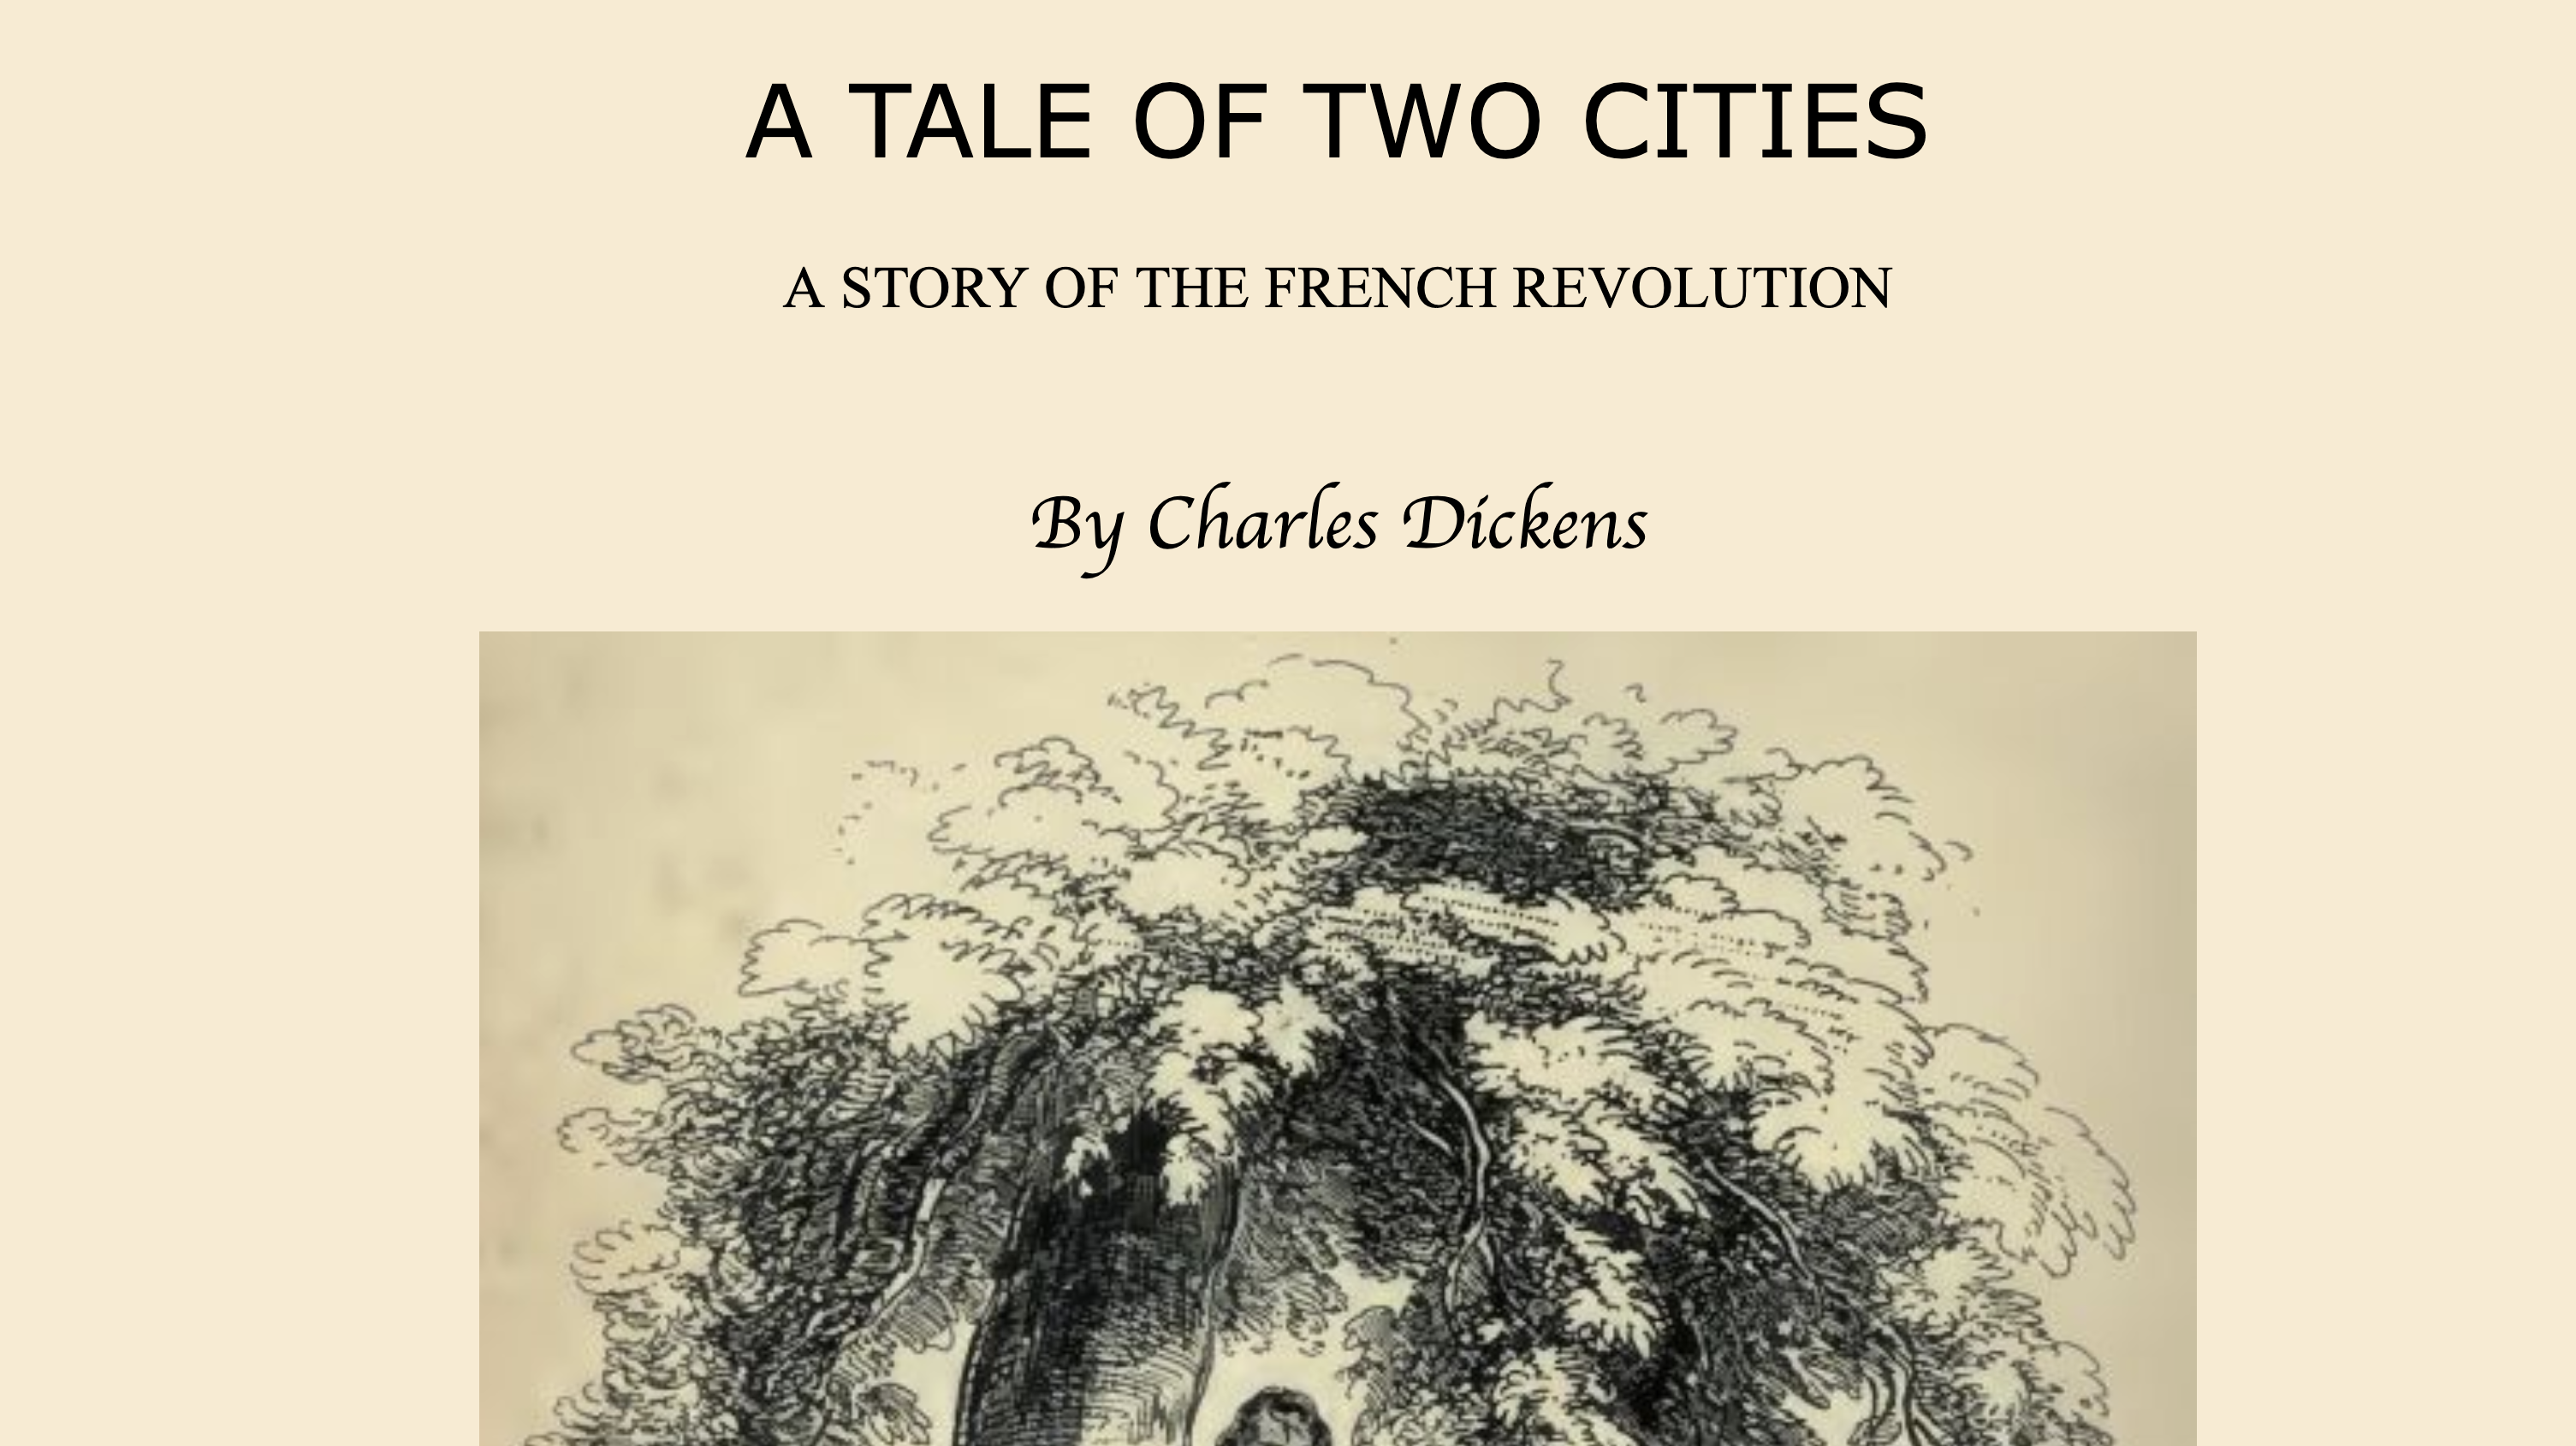 A TALE OF TWO CITIES
A STORY OF THE FRENCH REVOLUTION
By Charles Dickens